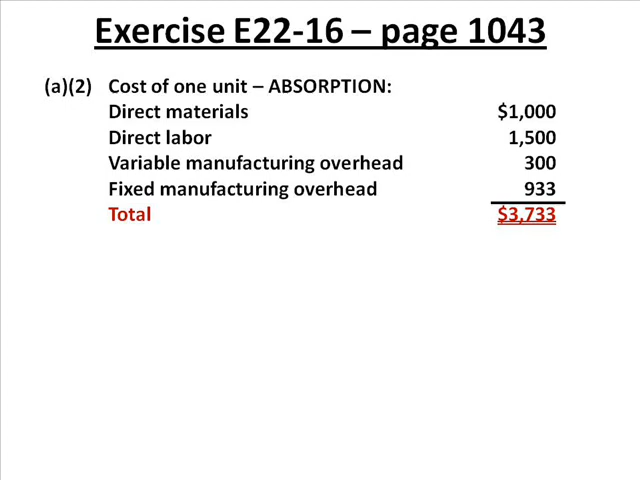 Exercise E22-16 – page 1043
(a)(2) Cost of one unit – ABSORPTION:
Direct materials $1,000
Direct labor 1,500
Variable manufacturing overhead 300
Fixed manufacturing overhead 933
Total $3,733